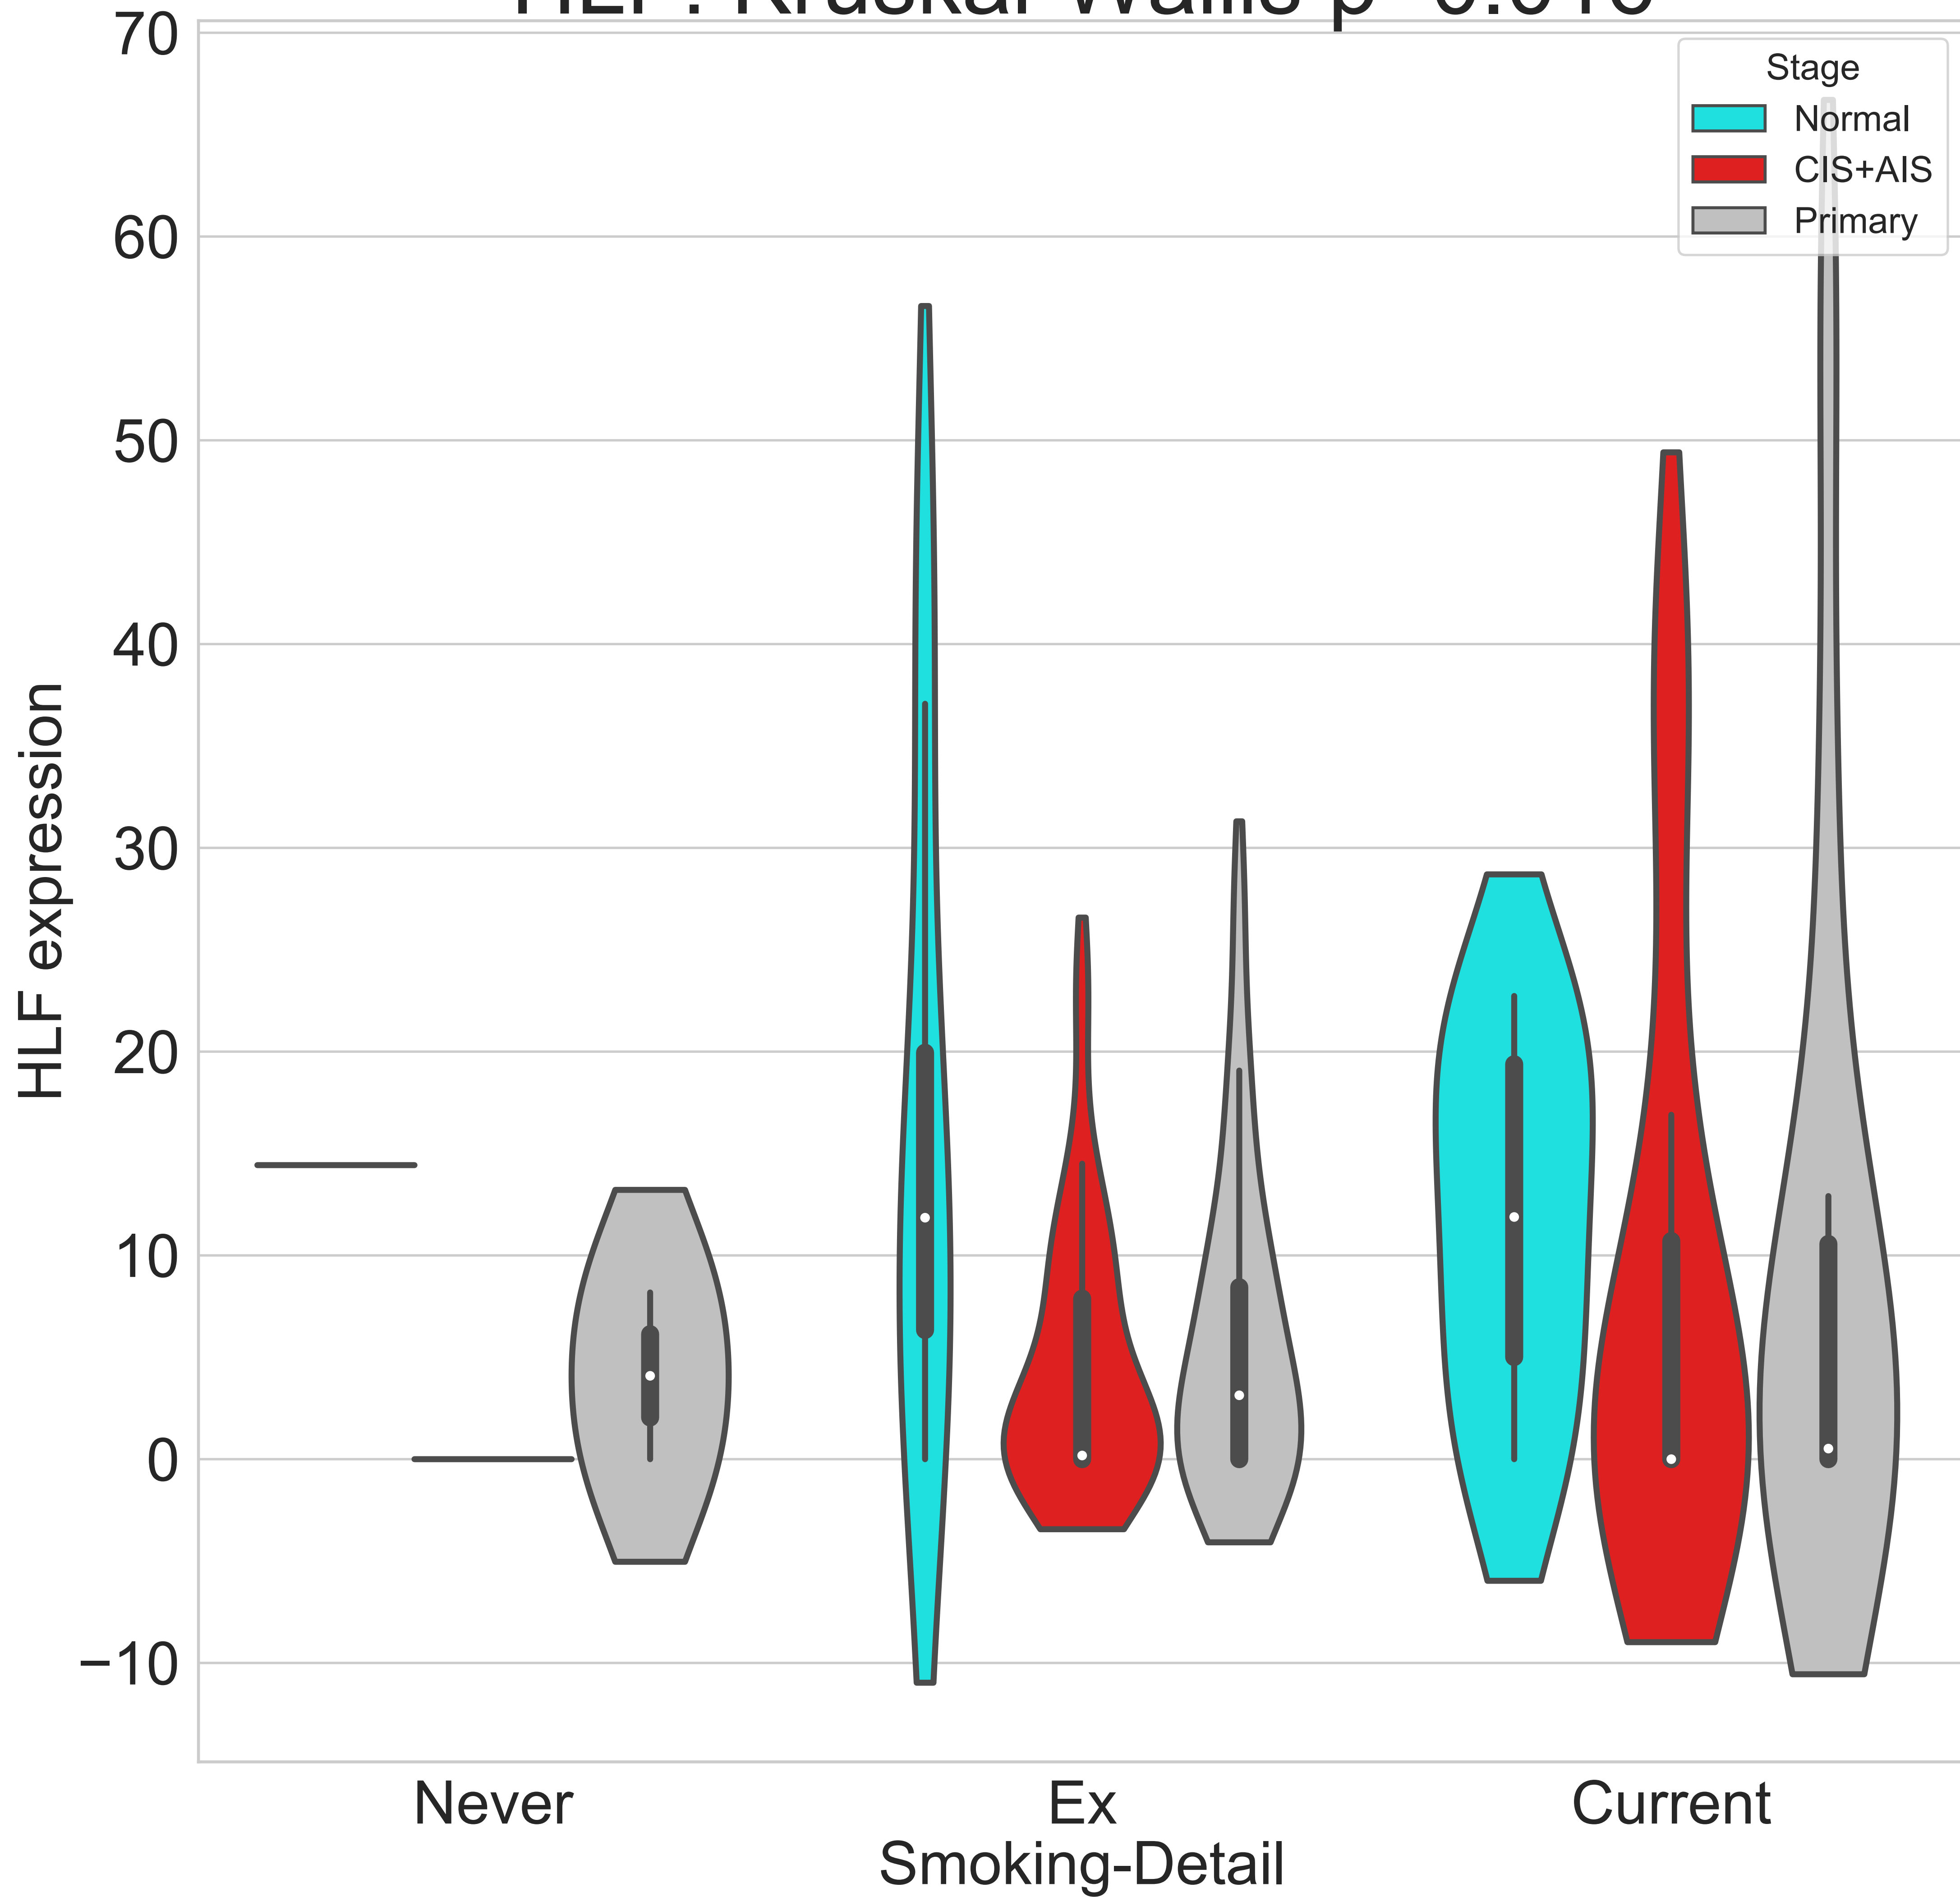 70
60
50
40
30
20
10
0
−10
HLF expression
Stage
Normal
CIS+AIS
Primary
Never
Ex
Current
Smoking-Detail